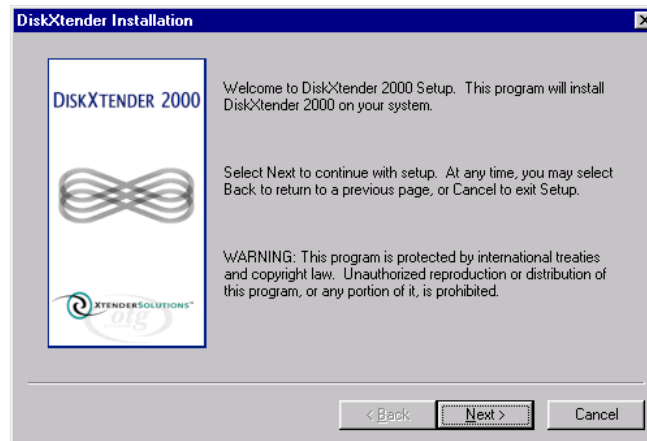 DiskXtender Installation
DISKXTENDER 2000
Welcome to DiskXtender 2000 Setup. This program will install
DiskXtender 2000 on your system.
Select Next to continue with setup. At any time, you may select
Back to return to a previous page, or Cancel to exit Setup.
WARNING: This program is protected by international treaties
and copyright law. Unauthorized reproduction or distribution of
this program, or any portion of it, is prohibited.
XTENDERSOLUTIONS™
otg
< Back
Next >
Cancel